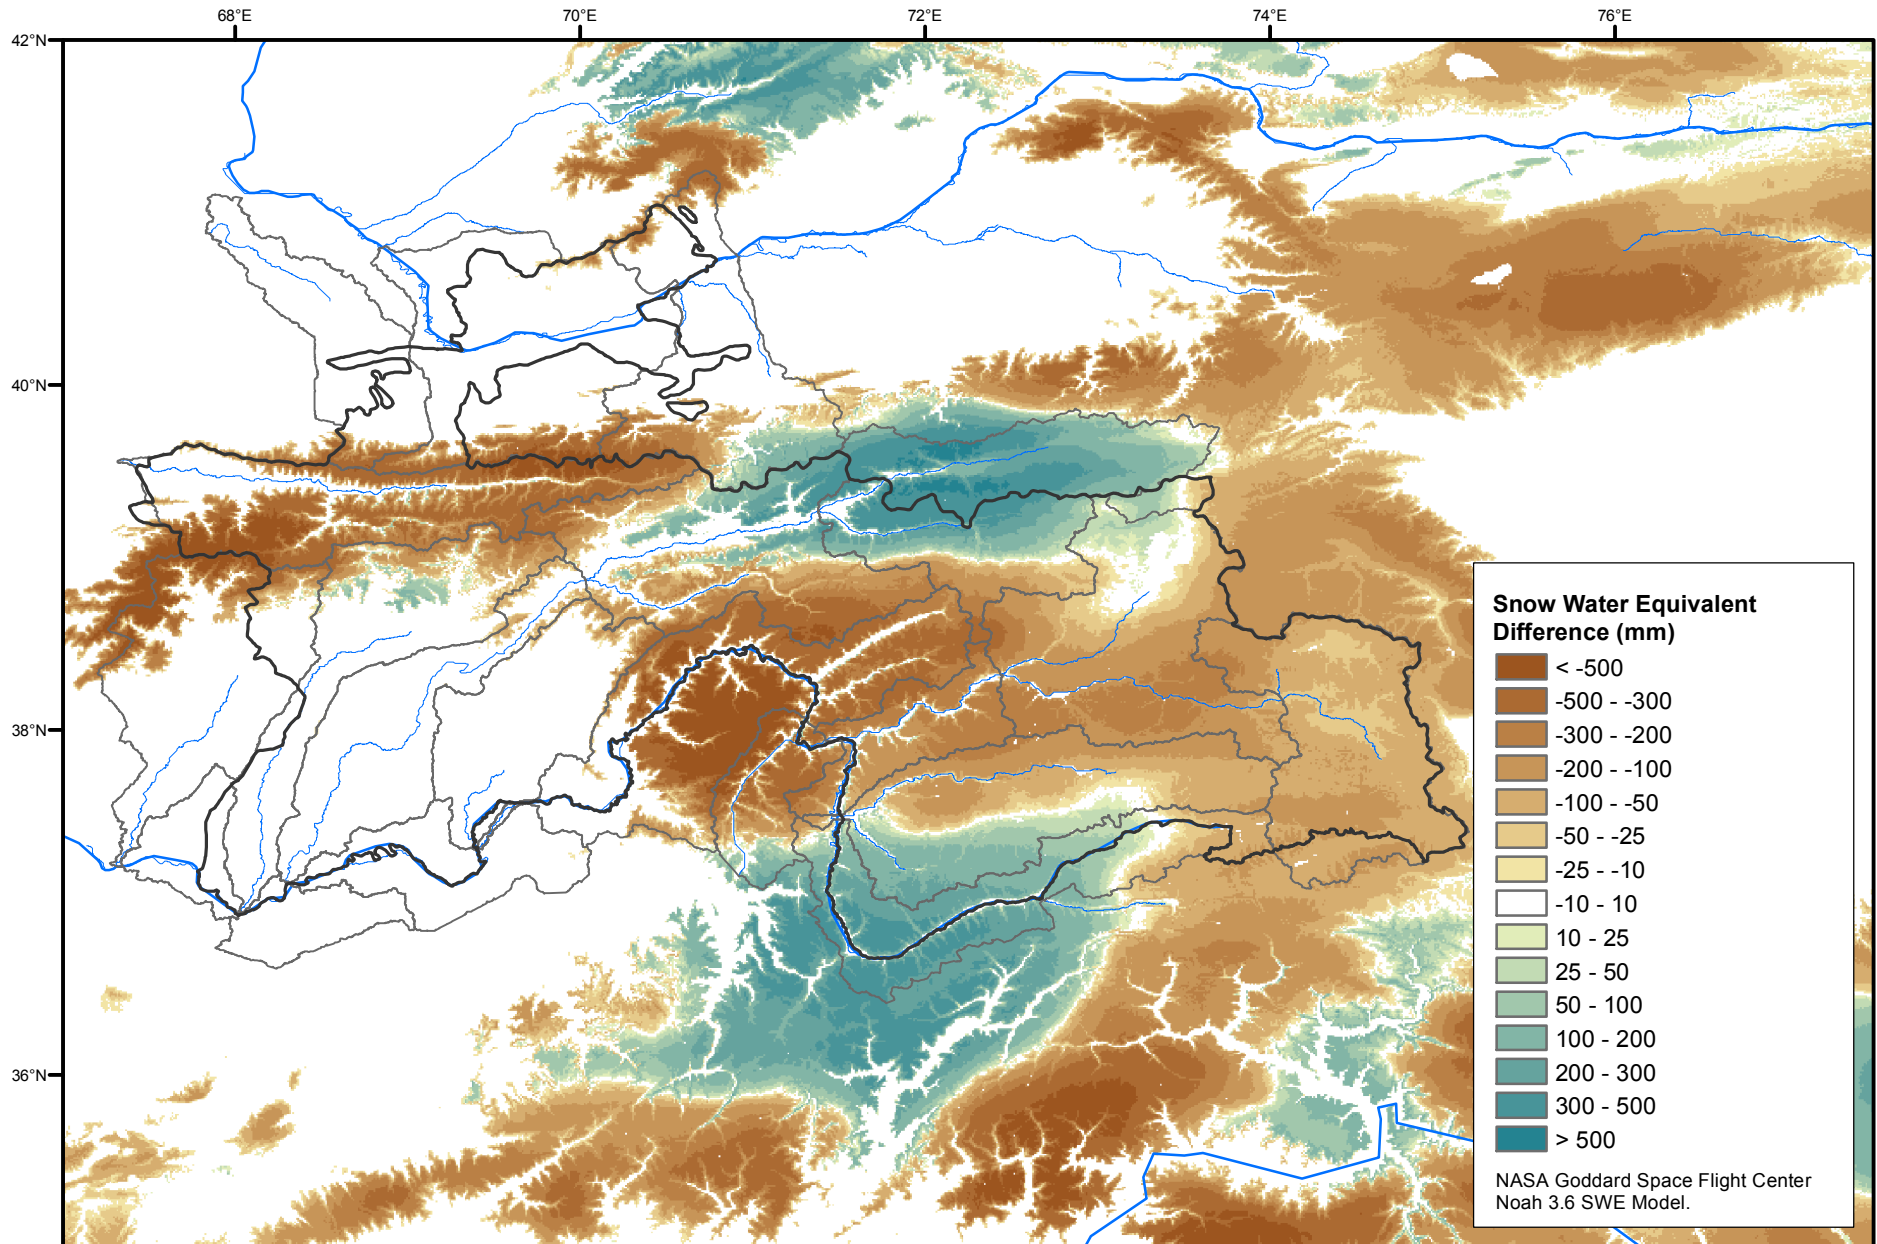 68°E
70°E
72°E
74°E
76°E
42°N
40°N
38°N
36°N
Snow Water Equivalent
Difference (mm)
< -500
-500 - -300
-300 - -200
-200 - -100
-100 - -50
-50 - -25
-25 - -10
-10 - 10
10 - 25
25 - 50
50 - 100
100 - 200
200 - 300
300 - 500
> 500
NASA Goddard Space Flight Center
Noah 3.6 SWE Model.